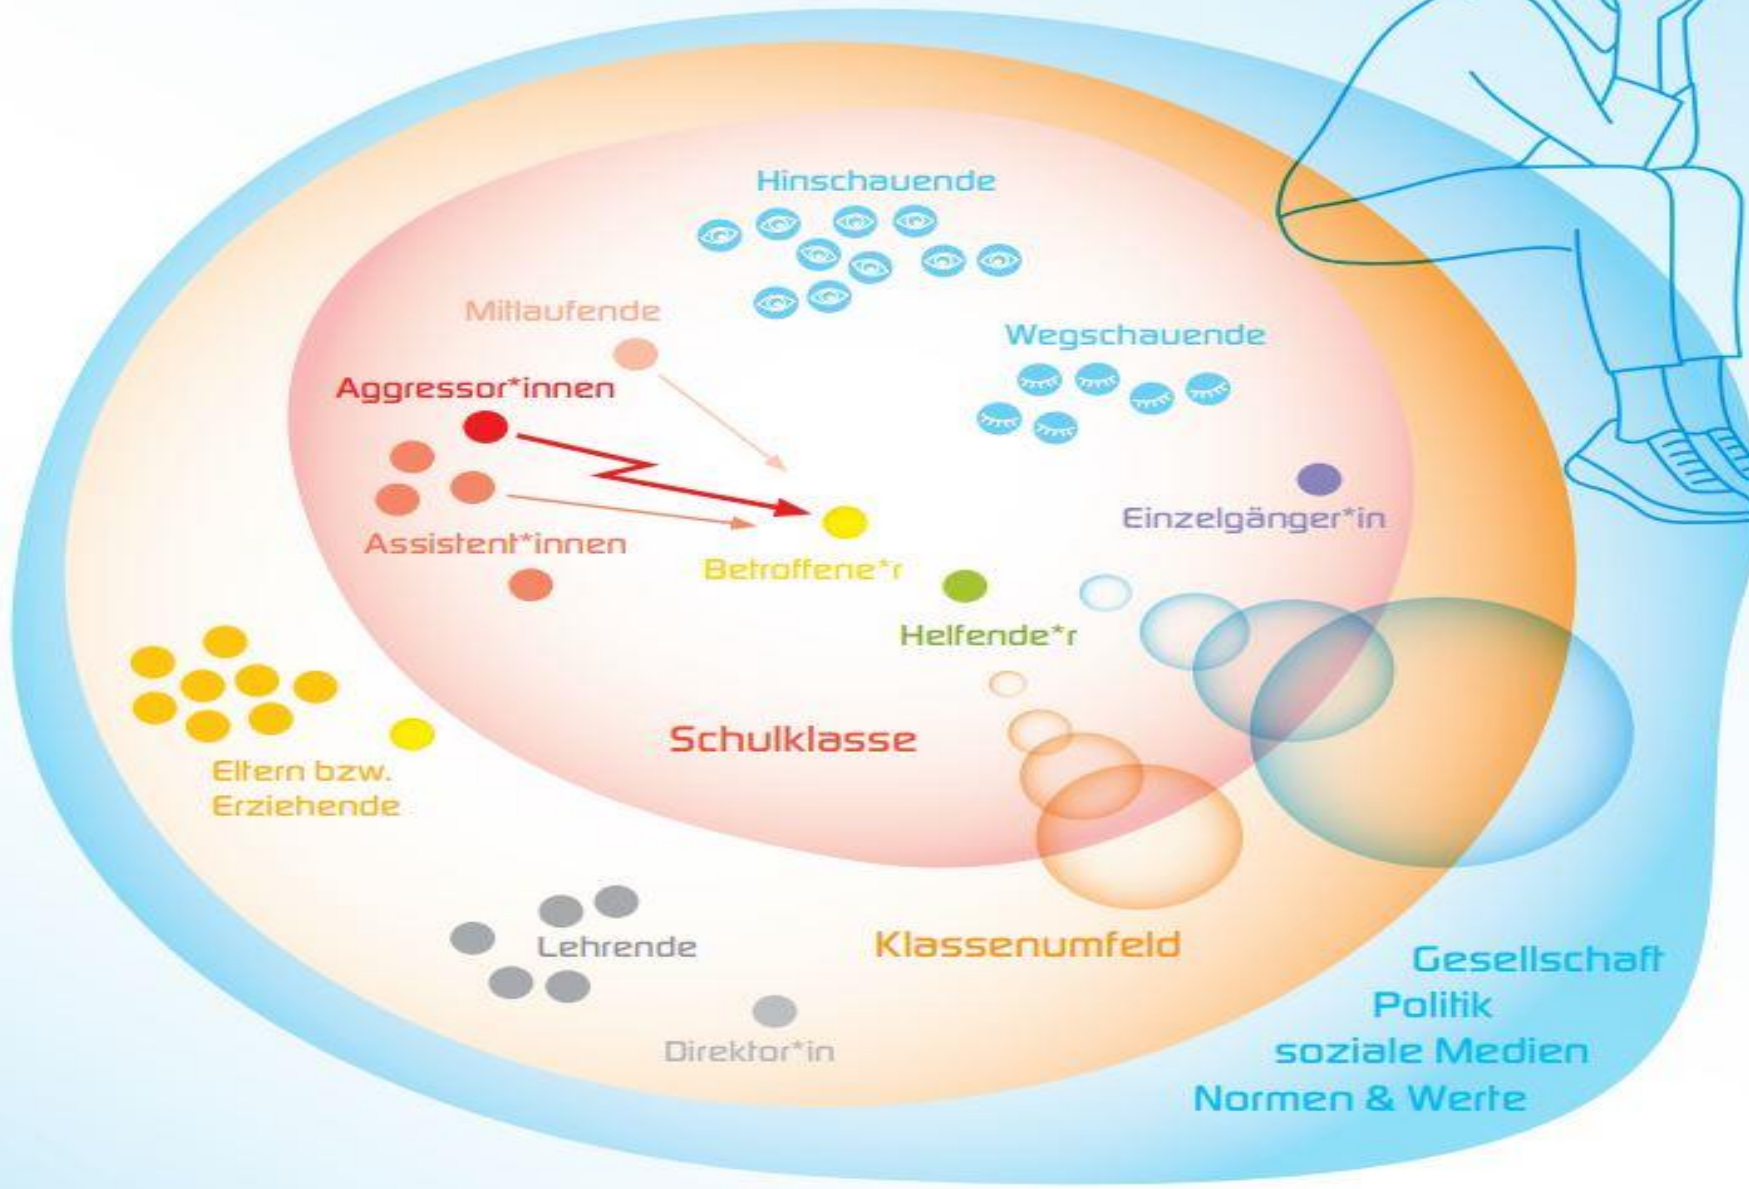 Hinschauende
Mitlaufende
Wegschauende
Aggressor*innen
Einzelgänger*in
Assistent*innen
Betroffene*r
Helfende*r
Schulklasse
Eltern bzw.
Erziehende
Lehrende
Klassenumfeld
Direktor*in
Gesellschaft
Politik
soziale Medien
Normen & Werte